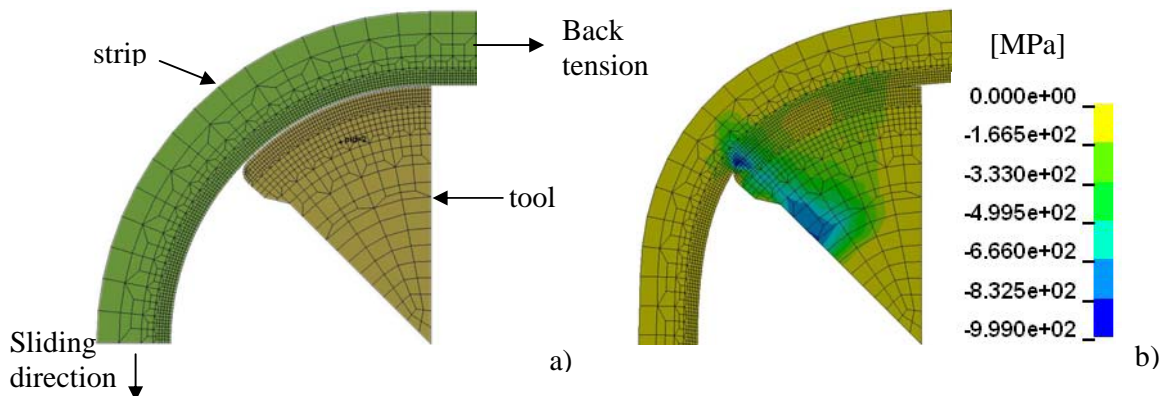 strip
Back
tension
tool
Sliding
direction
a)
[MPa]
0.000e+00
-1.665e+02
-3.330e+02
-4.995e+02
-6.660e+02
-8.325e+02
-9.990e+02
b)